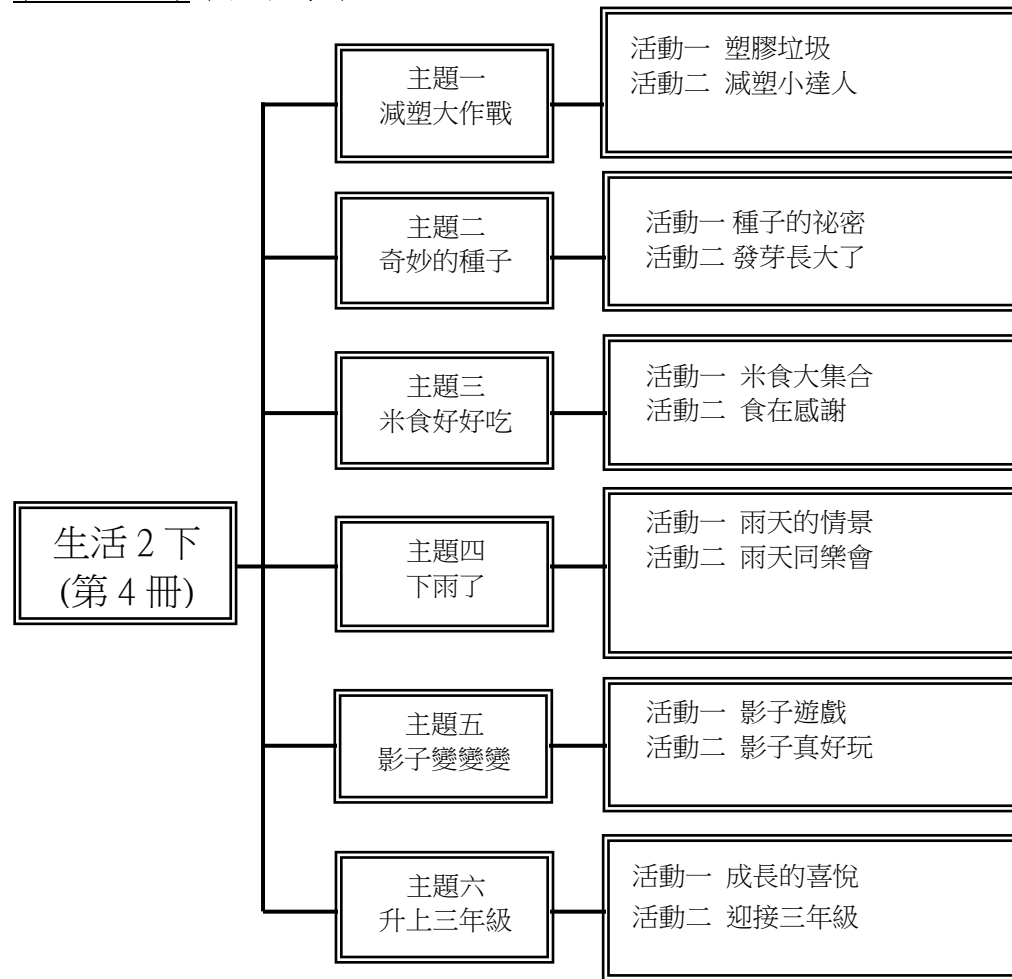 主題一
減塑大作戰
活動一 塑膠垃圾
活動二 減塑小達人
主題二
奇妙的種子
活動一 種子的祕密
活動二 發芽長大了
主題三
米食好好吃
活動一 米食大集合
活動二 食在感謝
生活 2 下
(第 4 冊)
主題四
下雨了
活動一 雨天的情景
活動二 雨天同樂會
主題五
影子變變變
活動一 影子遊戲
活動二 影子真好玩
主題六
升上三年級
活動一 成長的喜悅
活動二 迎接三年級